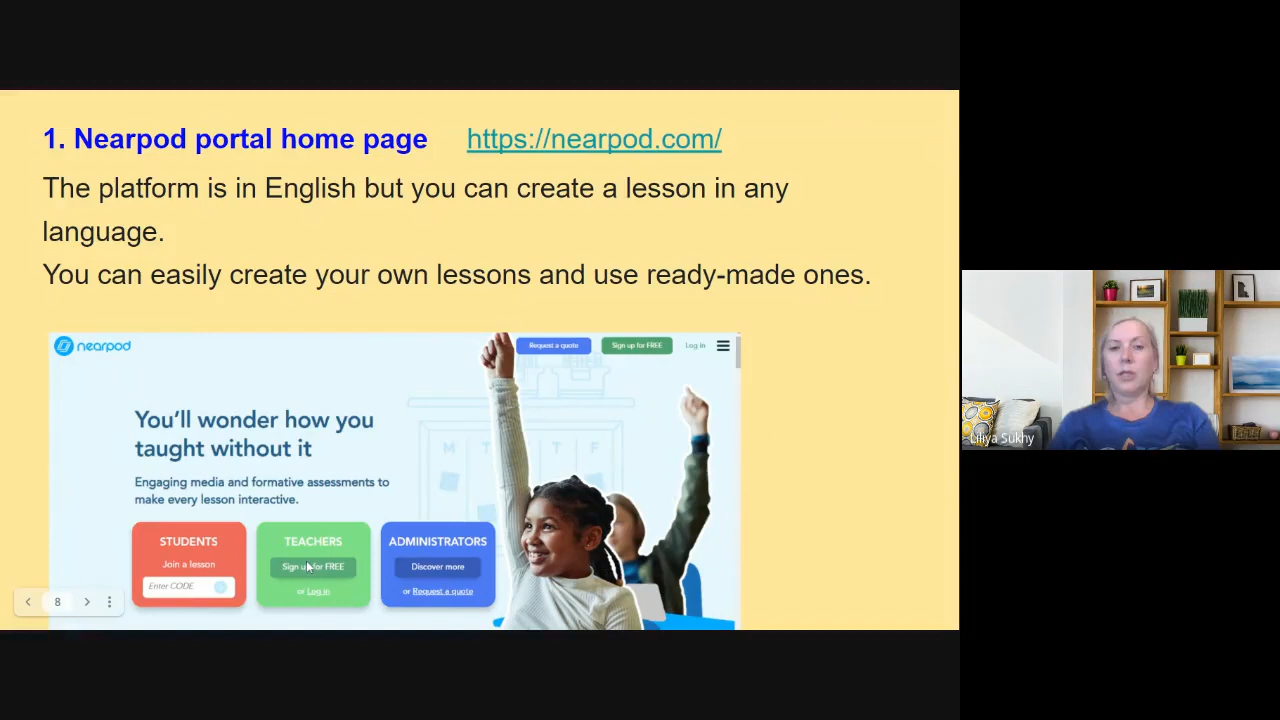 1. Nearpod portal home page https://nearpod.com/
The platform is in English but you can create a lesson in any
language.
You can easily create your own lessons and use ready-made ones.
nearpod
Request a quote Sign up for FREE Log in
You'll wonder how you
taught without it
M T T F
Engaging media and formative assessments to
make every lesson interactive.
STUDENTS
Join a lesson
Enter CODE
TEACHERS
Sign up for FREE
or Log in
ADMINISTRATORS
Discover more
or Request a quote
8
Liliya Sukhy